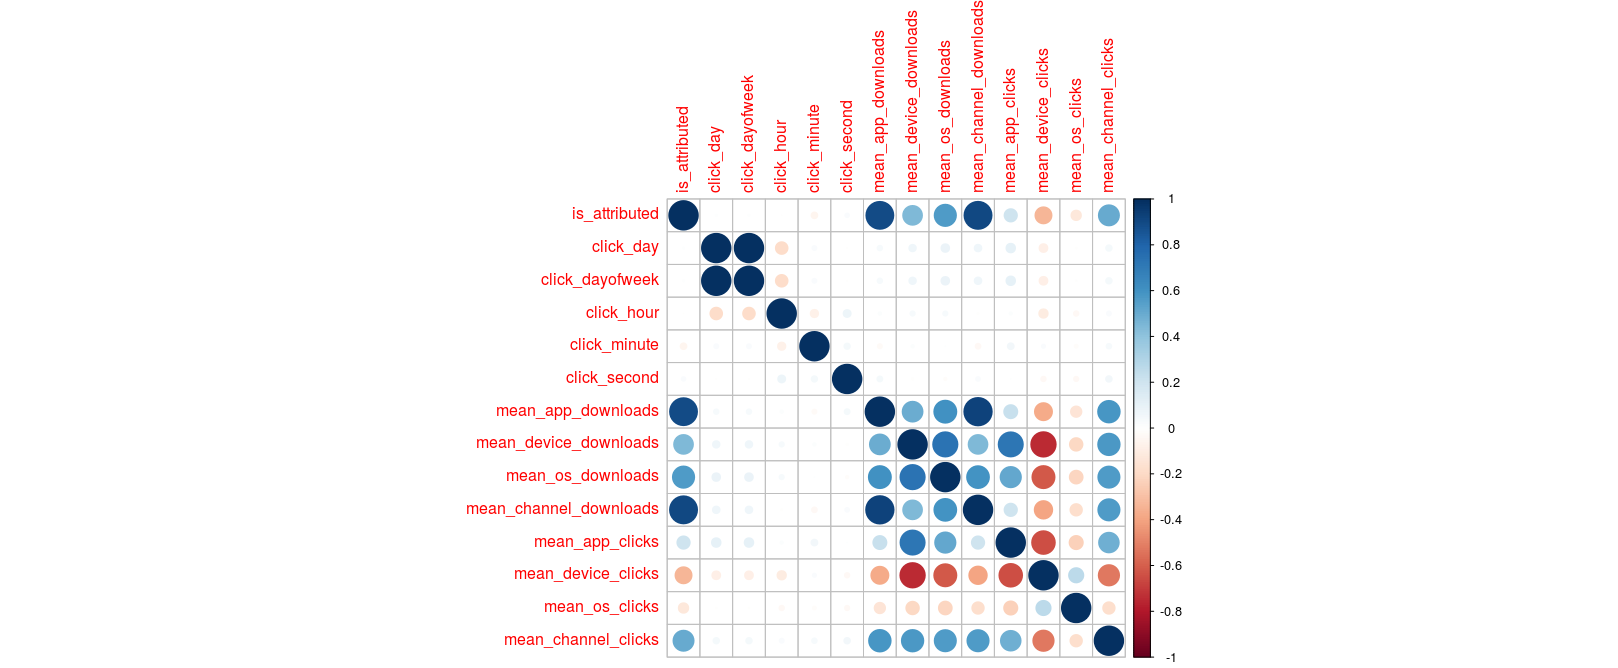 is_attributed
click_day
click_dayofweek
click_hour
click_minute
click_second
mean_app_downloads
mean_device_downloads
mean_os_downloads
mean_channel_downloads
mean_app_clicks
mean_device_clicks
mean_os_clicks
mean_channel_clicks
is_attributed
click_day
click_dayofweek
click_hour
click_minute
click_second
mean_app_downloads
mean_device_downloads
mean_os_downloads
mean_channel_downloads
mean_app_clicks
mean_device_clicks
mean_os_clicks
mean_channel_clicks
1
0.8
0.6
0.4
0.2
0
-0.2
-0.4
-0.6
-0.8
-1